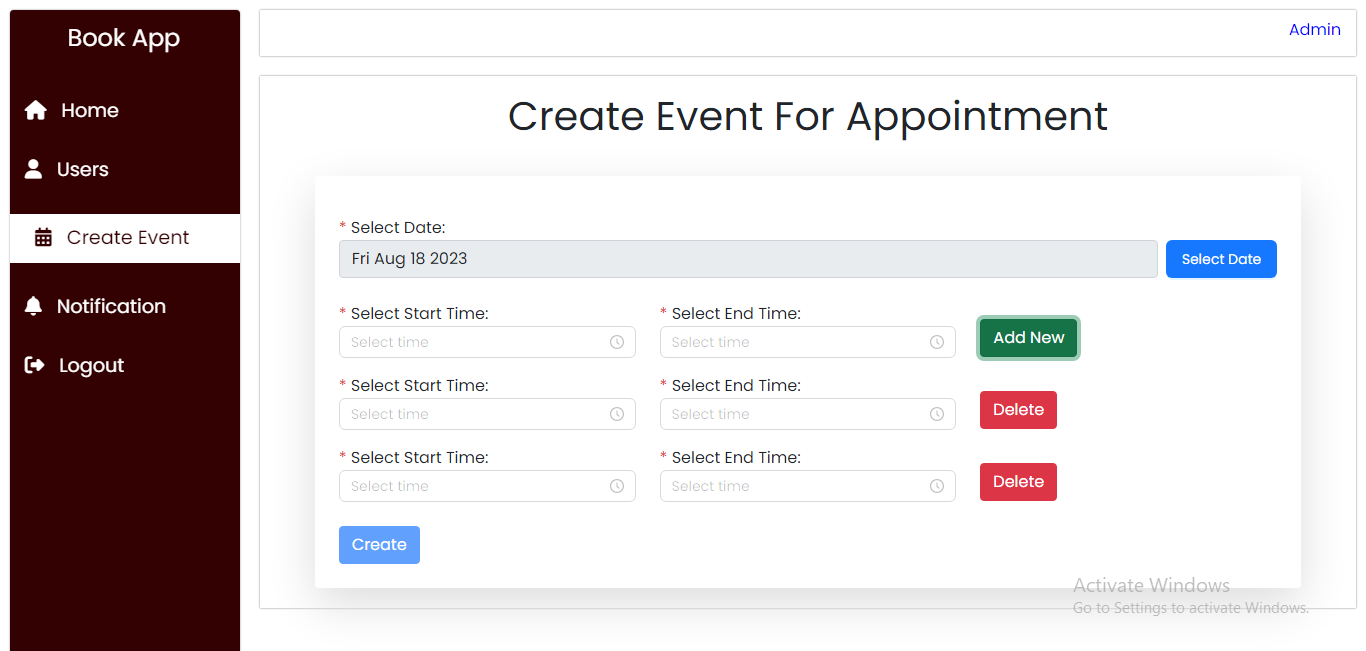 Book App
Home
Users
Create Event
Notification
Logout
Admin
Create Event For Appointment
* Select Date:
Fri Aug 18 2023 Select Date
* Select Start Time: * Select End Time:
Select time Select time Add New
* Select Start Time: * Select End Time:
Select time Select time Delete
* Select Start Time: * Select End Time:
Select time Select time Delete
Create
Activate Windows
Go to Settings to activate Windows.